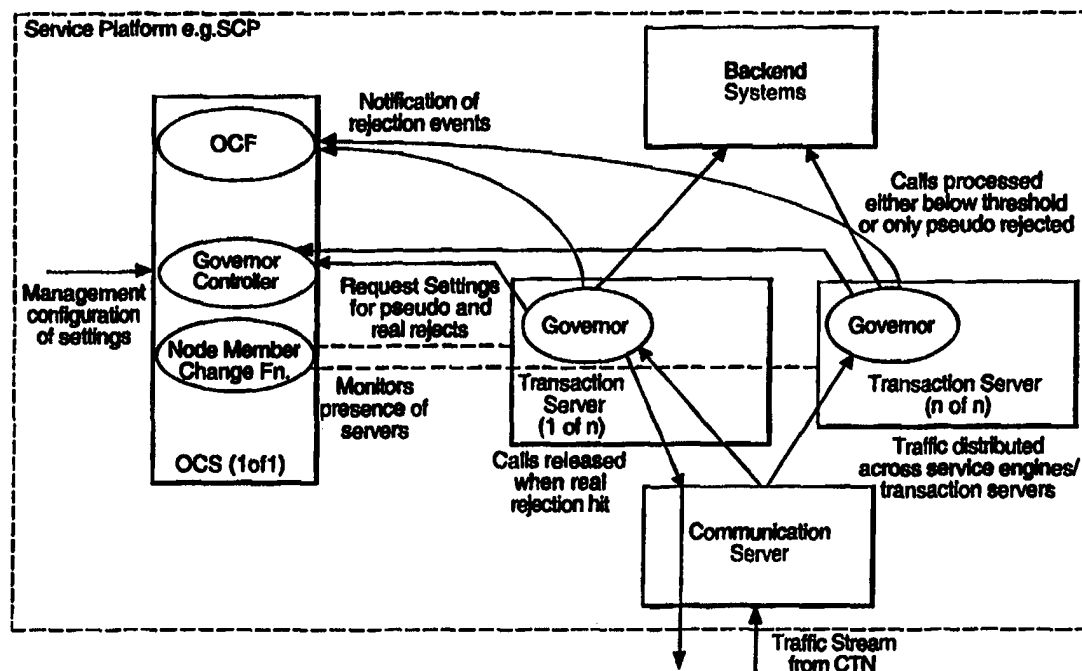 Service Platform e.g.SCP
Backend
Systems
Notification of
rejection events
OCF
Calls processed
either below threshold
or only pseudo rejected
Governor
Controller
Management
configuration
of settings
Request Settings
for pseudo and
real rejects
Governor
Governor
Node Member
Change Fn.
Monitors
presence of
servers
Transaction
Server
(1 of n)
Transaction Server
(n of n)
OCS (1of1)
Calls released
when real
rejection hit
Traffic distributed
across service engines/
transaction servers
Communication
Server
Traffic Stream
from CTN